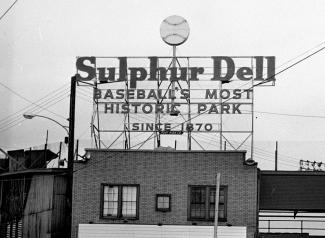 Sulphur Dell
BASEBALL'S MOST
HISTORIC PARK
SINCE 1870